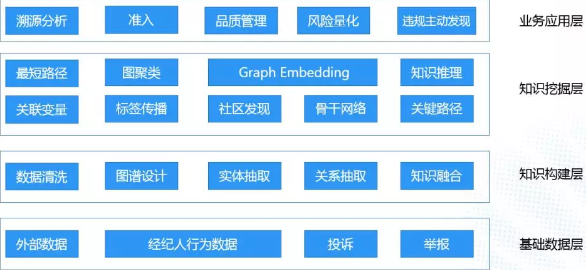 溯源分析 准入 品质管理 风险量化 违规主动发现 业务应用层
最短路径 图聚类 Graph Embedding 知识推理
知识挖掘层
关联变量 标签传播 社区发现 骨干网络 关键路径
数据清洗 图谱设计 实体抽取 关系抽取 知识融合 知识构建层
外部数据 经纪人行为数据 投诉 举报 基础数据层